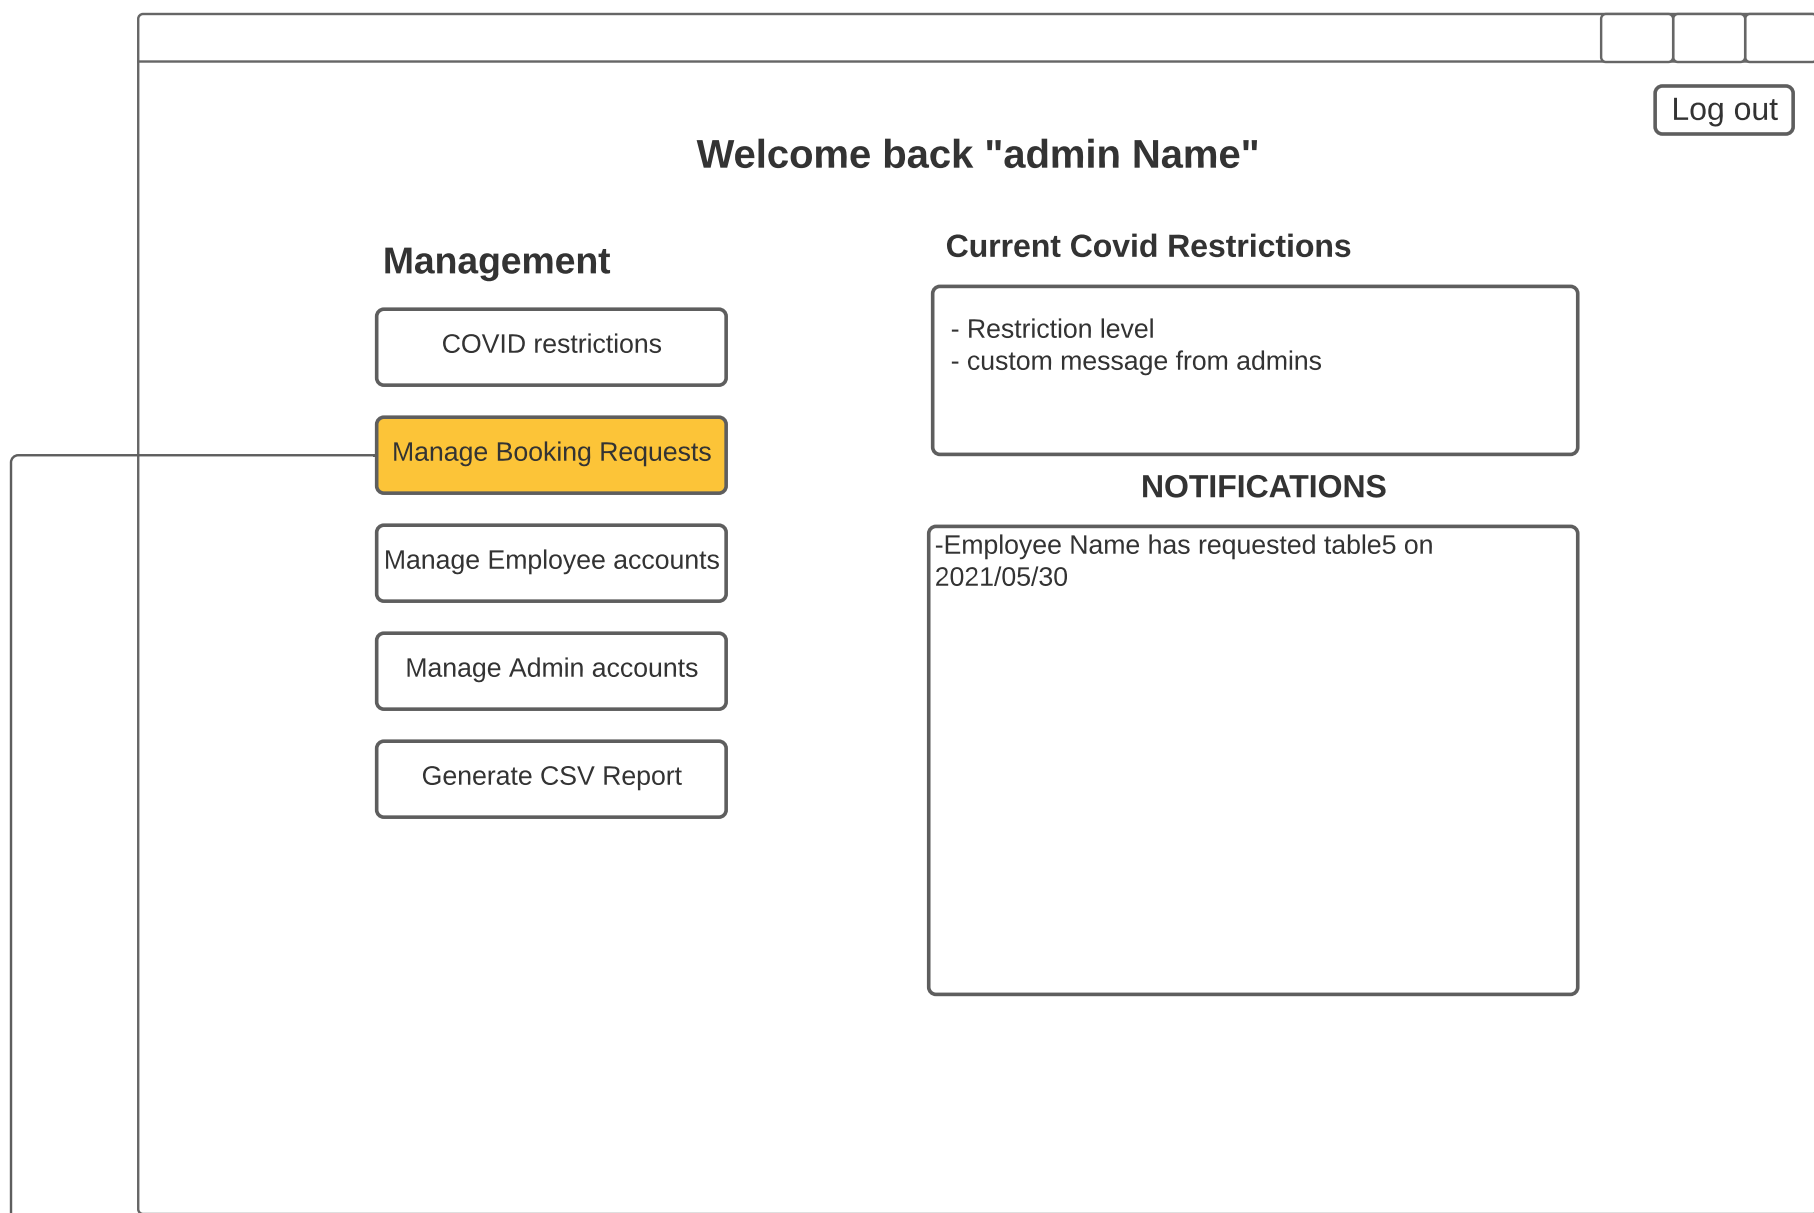 Log out
Welcome back "admin Name"
Management
COVID restrictions
Manage Booking Requests
Manage Employee accounts
Manage Admin accounts
Generate CSV Report
Current Covid Restrictions
- Restriction level
- custom message from admins
NOTIFICATIONS
-Employee Name has requested table5 on
2021/05/30